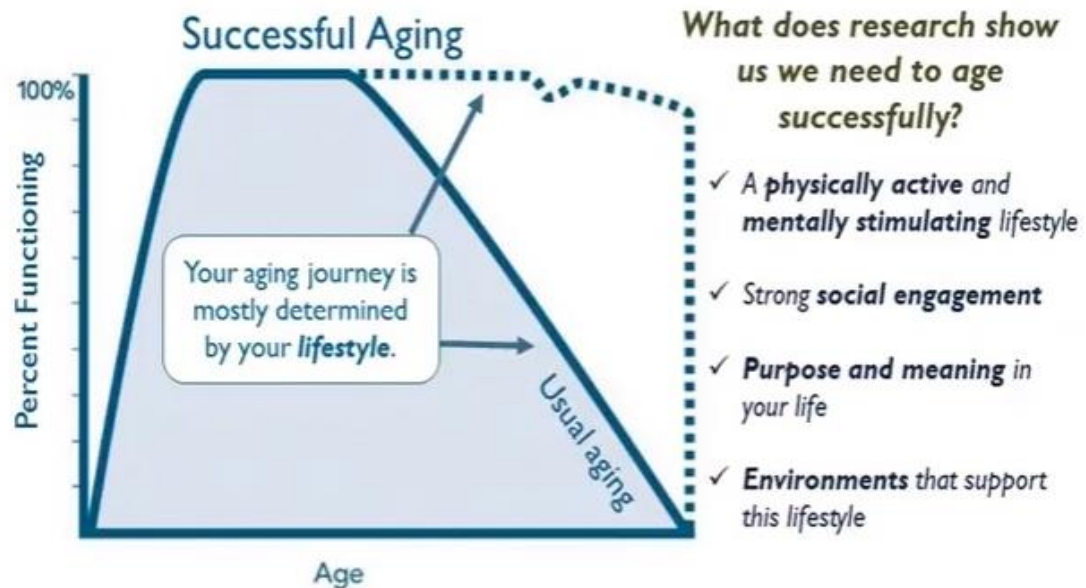 Successful Aging
100%
Percent Functioning
Your aging journey is
mostly determined
by your lifestyle.
Usual aging
Age
What does research show
us we need to age
successfully?
✓ A physically active and
mentally stimulating lifestyle
✓ Strong social engagement
✓ Purpose and meaning in
your life
✓ Environments that support
this lifestyle